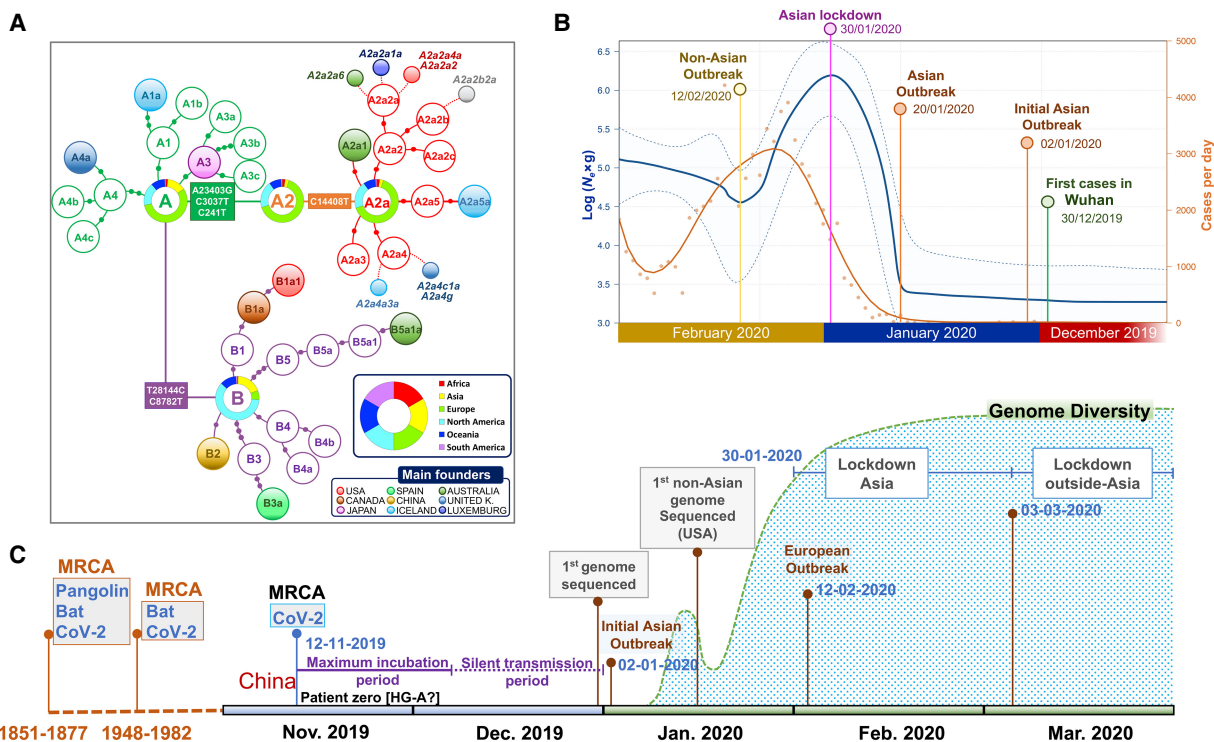 A
A2a2a1a
A2a2a4a
A2a2a2
A2a2a6
A2a2b2a
A1a
A1b
A2a2a
A3a
A2a2b
A1
A2a1
A3b
A2a2
A2a2c
A4a
A3
A3c
A4
A4b
A
A23403G
C3037T
C241T
A2
C14408T
A2a
A2a5
A2a5a
A4c
A2a3
A2a4
A2a4c1a
A2a4g
A2a4a3a
B1a1
B1a
B5a1a
B1
B5
B5a
B5a1
T28144C
C8782T
B
B4
B4b
B2
B3
B4a
B3a
Africa
Asia
Europe
North America
Oceania
South America
Main founders
USA
SPAIN
AUSTRALIA
CANADA
CHINA
UNITED K.
JAPAN
ICELAND
LUXEMBURG
B
Asian lockdown
30/01/2020
Non-Asian
Outbreak
12/02/2020
Asian
Outbreak
20/01/2020
Initial Asian
Outbreak
02/01/2020
First cases in
Wuhan
30/12/2019
Log (Ne× g)
6.5
6.0
5.5
5.0
4.5
4.0
3.5
3.0
5000
4000
3000
2000
1000
0
Cases per day
February 2020
January 2020
December 2019
C
Genome Diversity
30-01-2020
Lockdown
Asia
Lockdown
outside-Asia
03-03-2020
1st non-Asian
genome
Sequenced
(USA)
1st genome
sequenced
European
Outbreak
12-02-2020
Initial Asian
Outbreak
02-01-2020
MRCA
Pangolin
Bat
CoV-2
MRCA
Bat
CoV-2
MRCA
CoV-2
12-11-2019
Maximum incubation
period
Silent transmission
period
China
Patient zero [HG-A?]
1851-1877
1948-1982
Nov. 2019
Dec. 2019
Jan. 2020
Feb. 2020
Mar. 2020